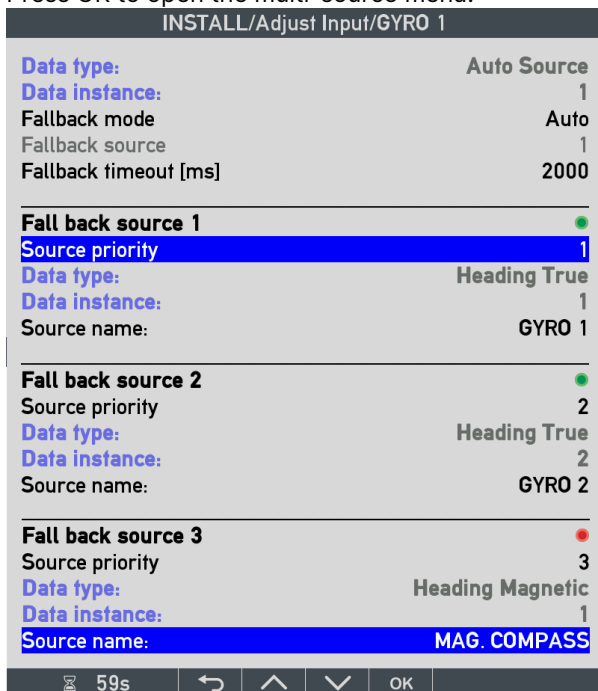 Press OK to open the multi-source menu.
INSTALL/Adjust Input/GYRO 1
Data type: Auto Source
Data instance: 1
Fallback mode Auto
Fallback source 1
Fallback timeout [ms] 2000
Fall back source 1
Source priority 1
Data type: Heading True
Data instance: 1
Source name: GYRO 1
Fall back source 2
Source priority 2
Data type: Heading True
Data instance: 2
Source name: GYRO 2
Fall back source 3
Source priority 3
Data type: Heading Magnetic
Data instance: 1
Source name: MAG. COMPASS
59s OK